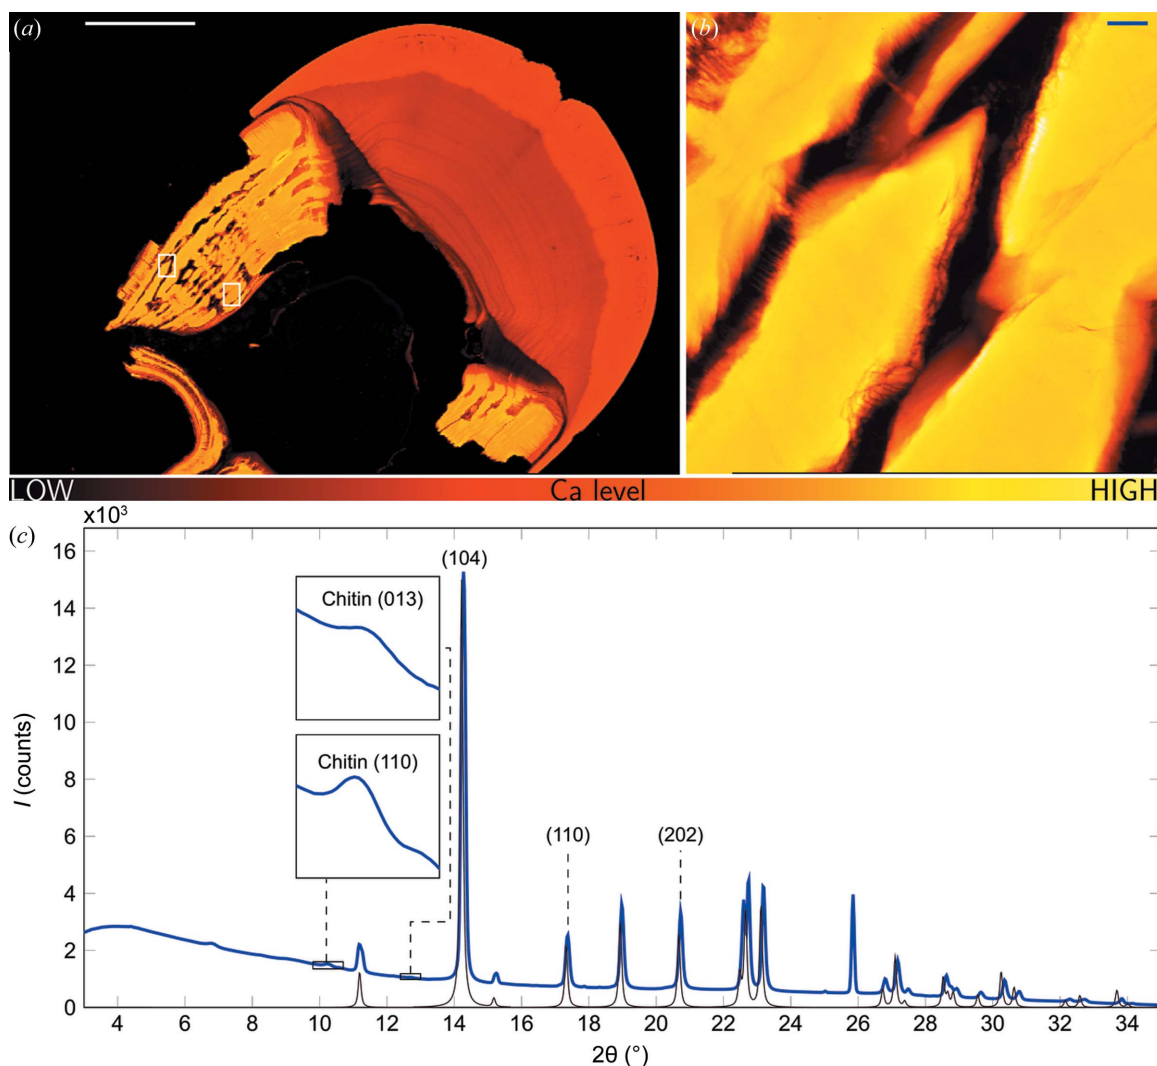 (a)
(b)
LOW Ca level HIGH
(c)
x10³
16
14
12
10
8
6
4
2
0
I (counts)
(104)
Chitin (013)
Chitin (110)
(110)
(202)
4 6 8 10 12 14 16 18 20 22 24 26 28 30 32 34
2θ (°)